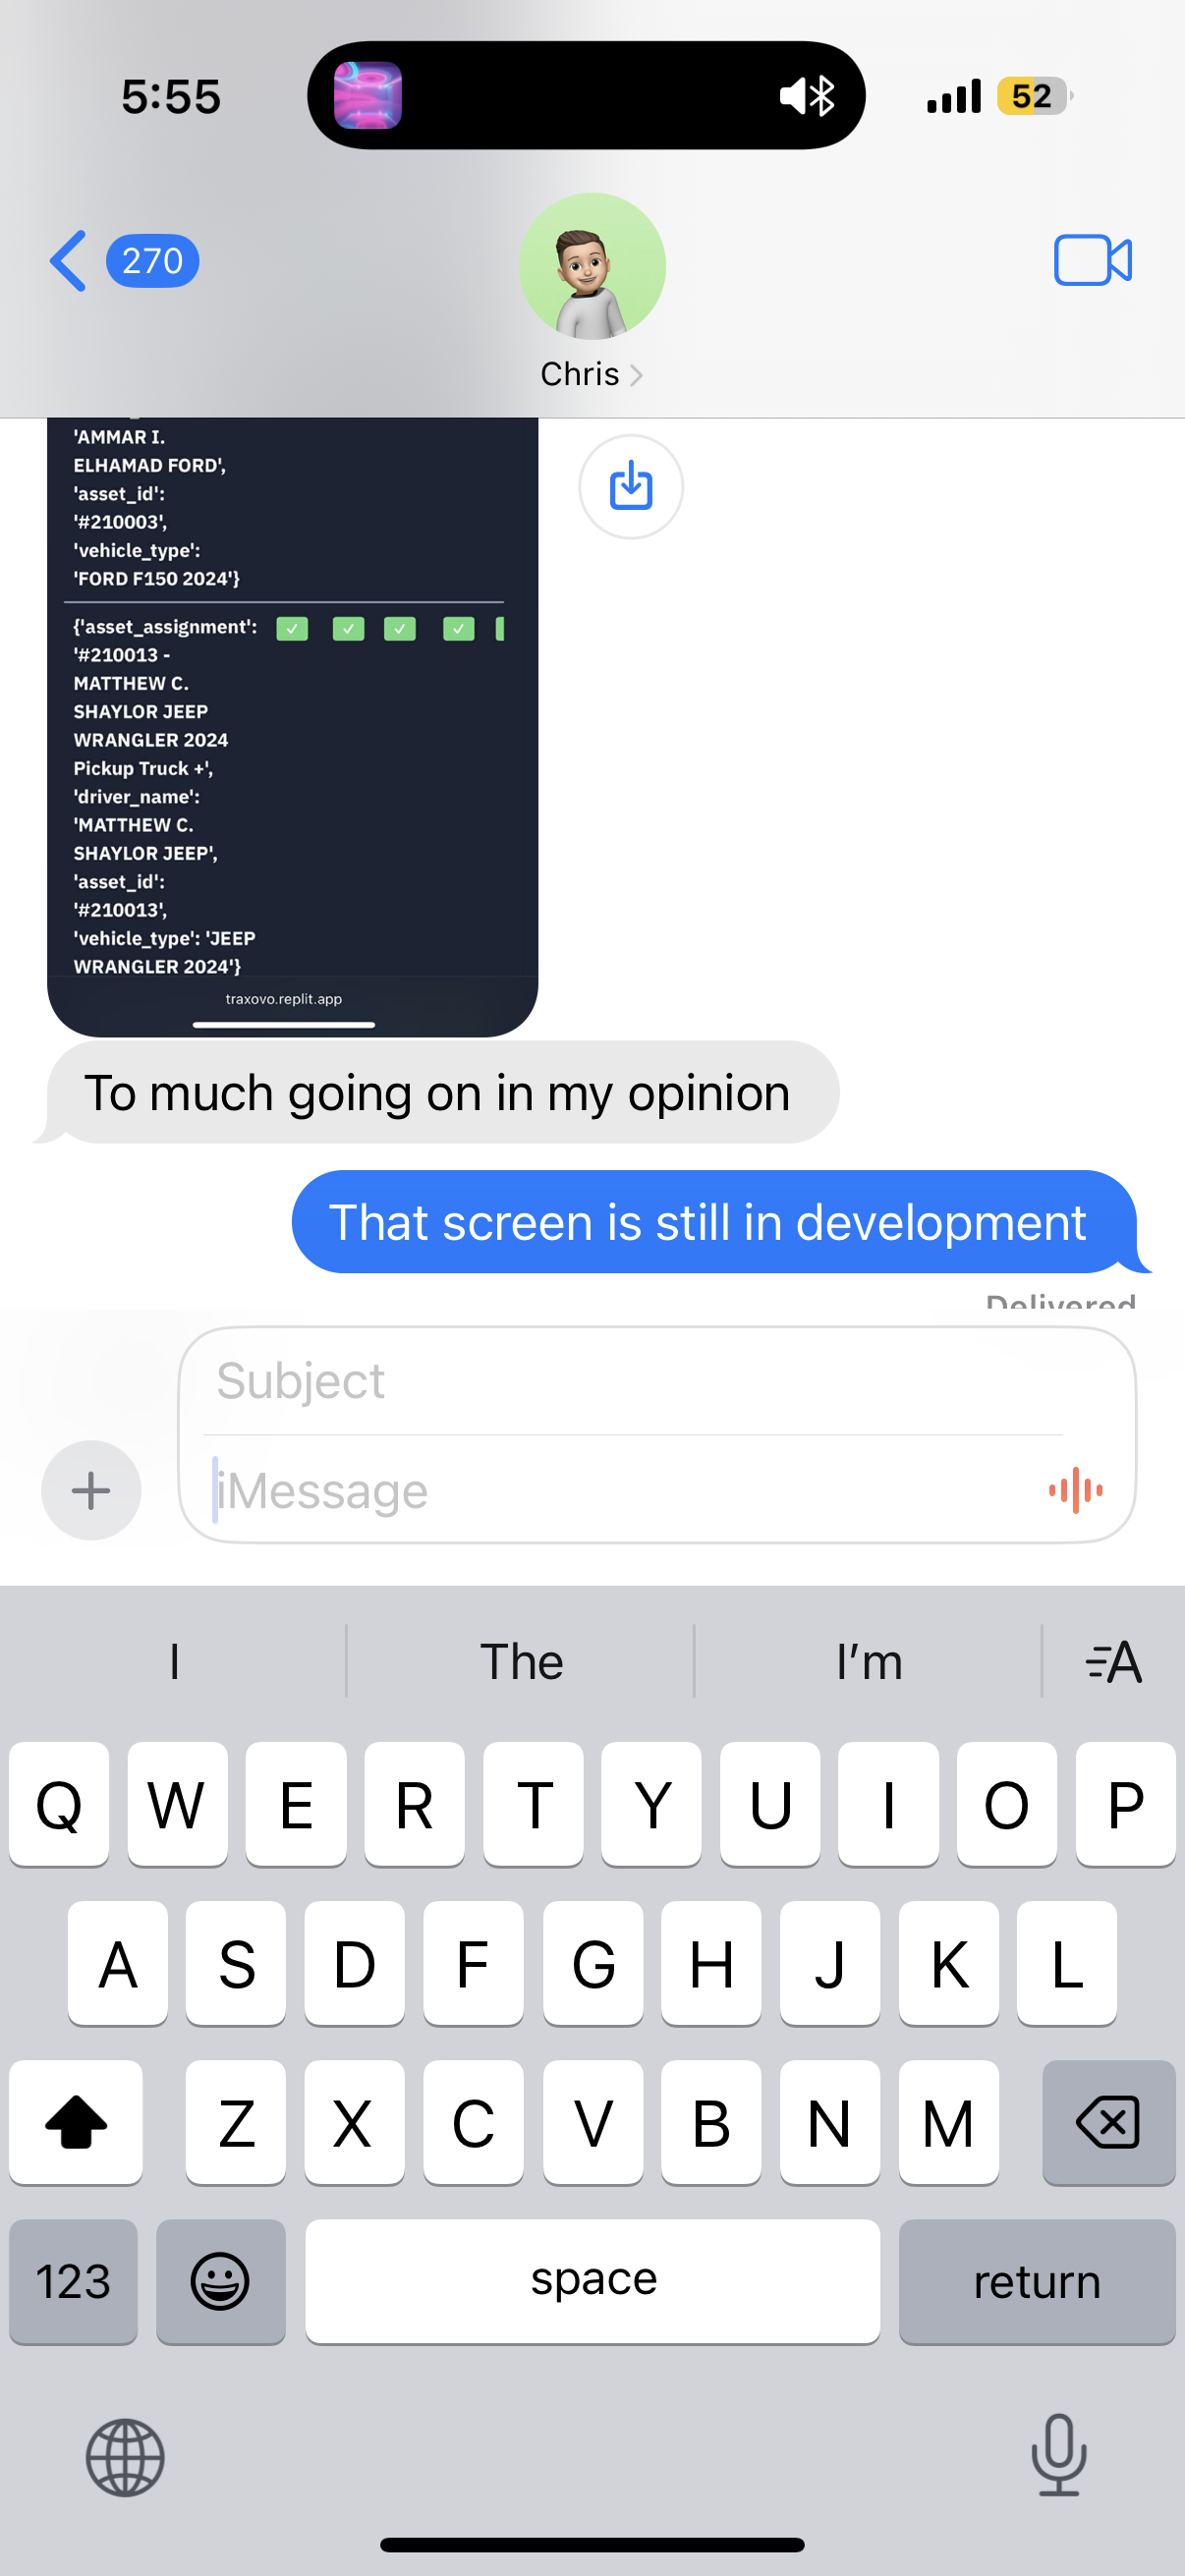 5:55
52
270
Chris
'AMMAR I.
ELHAMAD FORD',
'asset_id':
'#210003',
'vehicle_type':
'FORD F150 2024'}
{'asset_assignment':
'#210013 -
MATTHEW C.
SHAYLOR JEEP
WRANGLER 2024
Pickup Truck +',
'driver_name':
'MATTHEW C.
SHAYLOR JEEP',
'asset_id':
'#210013',
'vehicle_type': 'JEEP
WRANGLER 2024'}
traxovo.replit.app
To much going on in my opinion
That screen is still in development
Delivered
Subject
iMessage
I The I'm A
Q W E R T Y U I O P
A S D F G H J K L
Z X C V B N M
123 space return